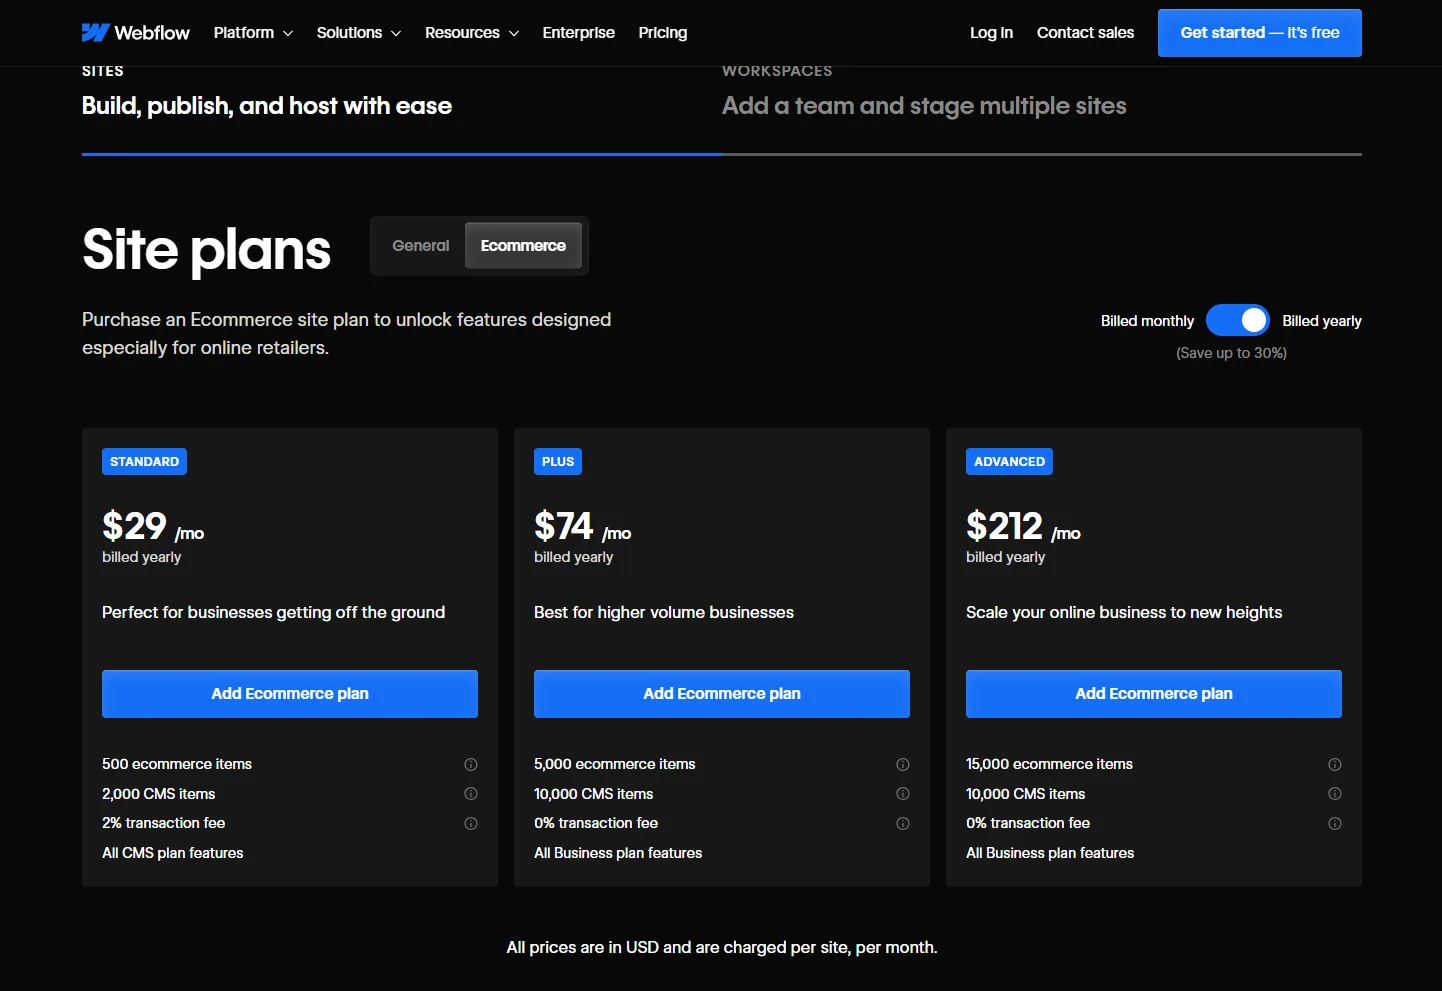 Webflow Platform Solutions Resources Enterprise Pricing Log in Contact sales Get started — it's free
SITES
Build, publish, and host with ease
WORKSPACES
Add a team and stage multiple sites
Site plans
General Ecommerce
Purchase an Ecommerce site plan to unlock features designed
especially for online retailers.
Billed monthly Billed yearly
(Save up to 30%)
STANDARD
$29 /mo
billed yearly
Perfect for businesses getting off the ground
Add Ecommerce plan
500 ecommerce items
2,000 CMS items
2% transaction fee
All CMS plan features
PLUS
$74 /mo
billed yearly
Best for higher volume businesses
Add Ecommerce plan
5,000 ecommerce items
10,000 CMS items
0% transaction fee
All Business plan features
ADVANCED
$212 /mo
billed yearly
Scale your online business to new heights
Add Ecommerce plan
15,000 ecommerce items
10,000 CMS items
0% transaction fee
All Business plan features
All prices are in USD and are charged per site, per month.